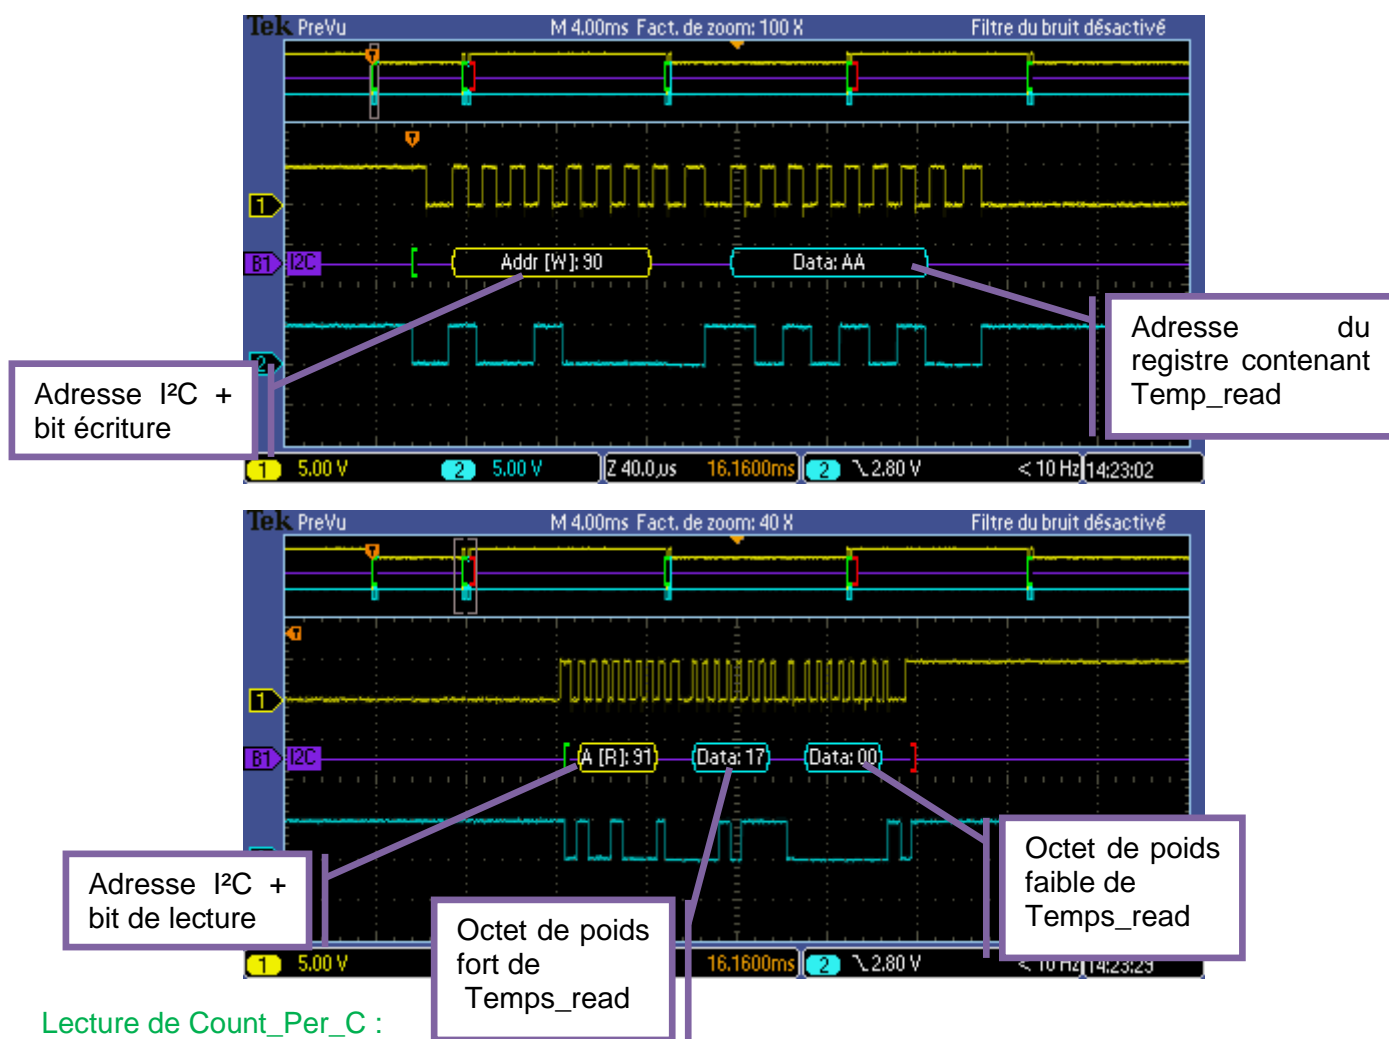 Tek PreVu M 4.00ms Fact. de zoom: 100 X Filtre du bruit désactivé
T
T
1
B1 I2C Addr [W]: 90 Data: AA
2
Adresse du
registre contenant
Temp_read
Adresse I²C +
bit écriture
1 5.00 V 2 5.00 V Z 40.0µs 16.1600ms 2 2.80 V < 10 Hz 14:23:02
Tek PreVu M 4.00ms Fact. de zoom: 40 X Filtre du bruit désactivé
T
T
1
B1 I2C A [R]: 91 Data: 17 Data: 00
Adresse I²C +
bit de lecture
Octet de poids
fort de
Temps_read
Octet de poids
faible de
Temps_read
1 5.00 V 16.1600ms 2 2.80 V < 10 Hz 14:23:29
Lecture de Count_Per_C :